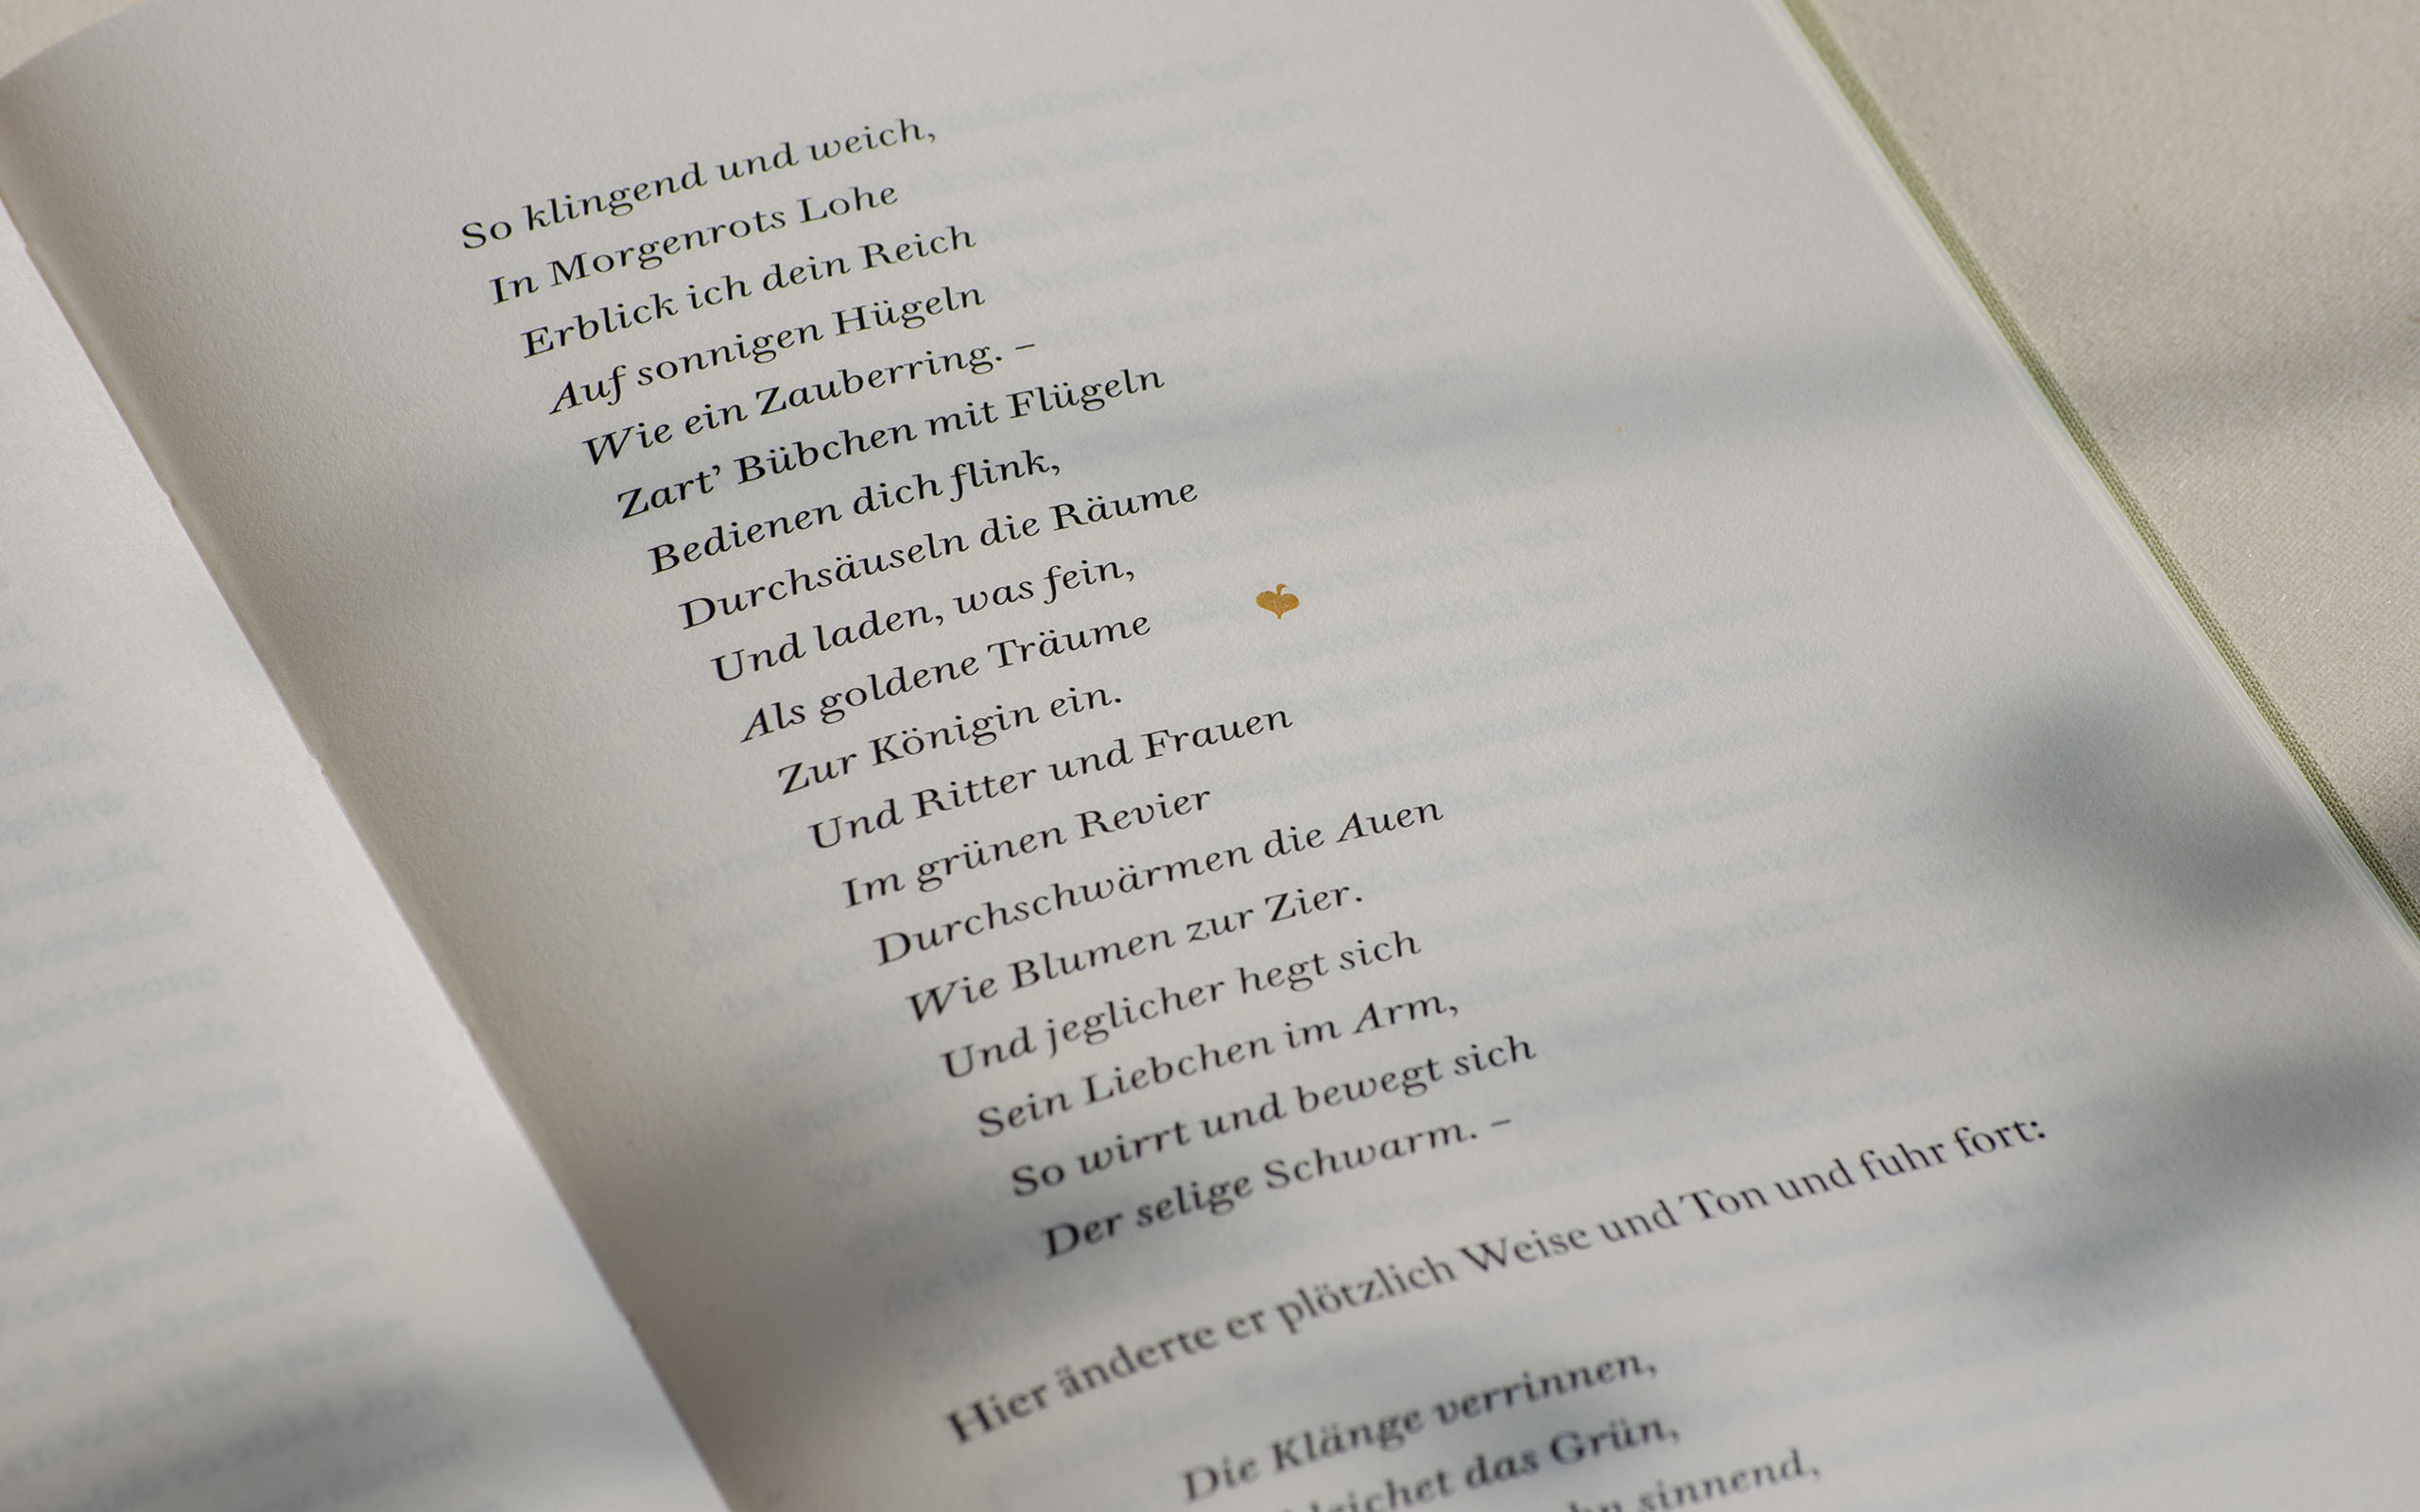 So klingend und weich,
In Morgenrots Lohe
Erblick ich dein Reich
Auf sonnigen Hügeln
Wie ein Zauberring. –
Zart’ Bübchen mit Flügeln
Bedienen dich flink,
Durchsäuseln die Räume
Und laden, was fein,
Als goldene Träume
Zur Königin ein.
Und Ritter und Frauen
Im grünen Revier
Durchschwärmen die Auen
Wie Blumen zur Zier.
Und jeglicher hegt sich
Sein Liebchen im Arm,
So wirrt und bewegt sich
Der selige Schwarm. –
Hier änderte er plötzlich Weise und Ton und fuhr fort:
Die Klänge verrinnen,
das Grün,
sinnend,